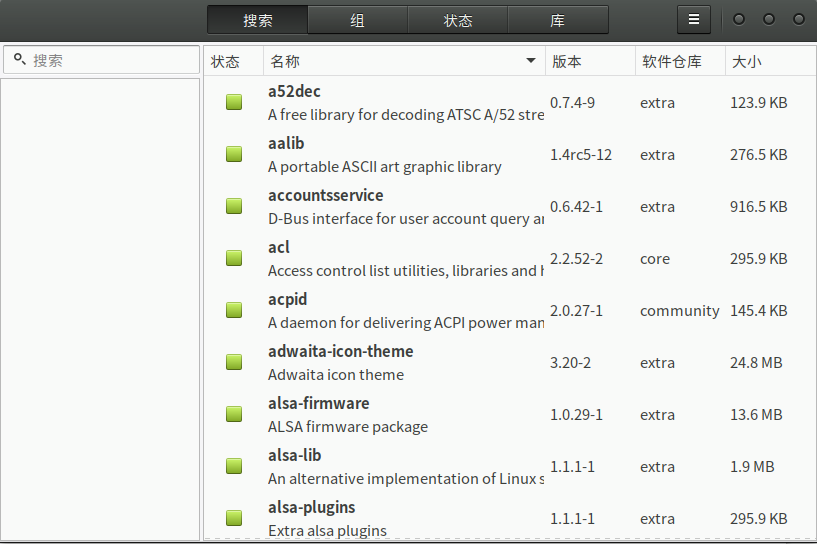 搜索 组 状态 库
搜索
状态 名称 版本 软件仓库 大小
a52dec
A free library for decoding ATSC A/52 stre
0.7.4-9 extra 123.9 KB
aalib
A portable ASCII art graphic library
1.4rc5-12 extra 276.5 KB
accountsservice
D-Bus interface for user account query a
0.6.42-1 extra 916.5 KB
acl
Access control list utilities, libraries and
2.2.52-2 core 295.9 KB
acpid
A daemon for delivering ACPI power man
2.0.27-1 community 145.4 KB
adwaita-icon-theme
Adwaita icon theme
3.20-2 extra 24.8 MB
alsa-firmware
ALSA firmware package
1.0.29-1 extra 13.6 MB
alsa-lib
An alternative implementation of Linux s
1.1.1-1 extra 1.9 MB
alsa-plugins
Extra alsa plugins
1.1.1-1 extra 295.9 KB